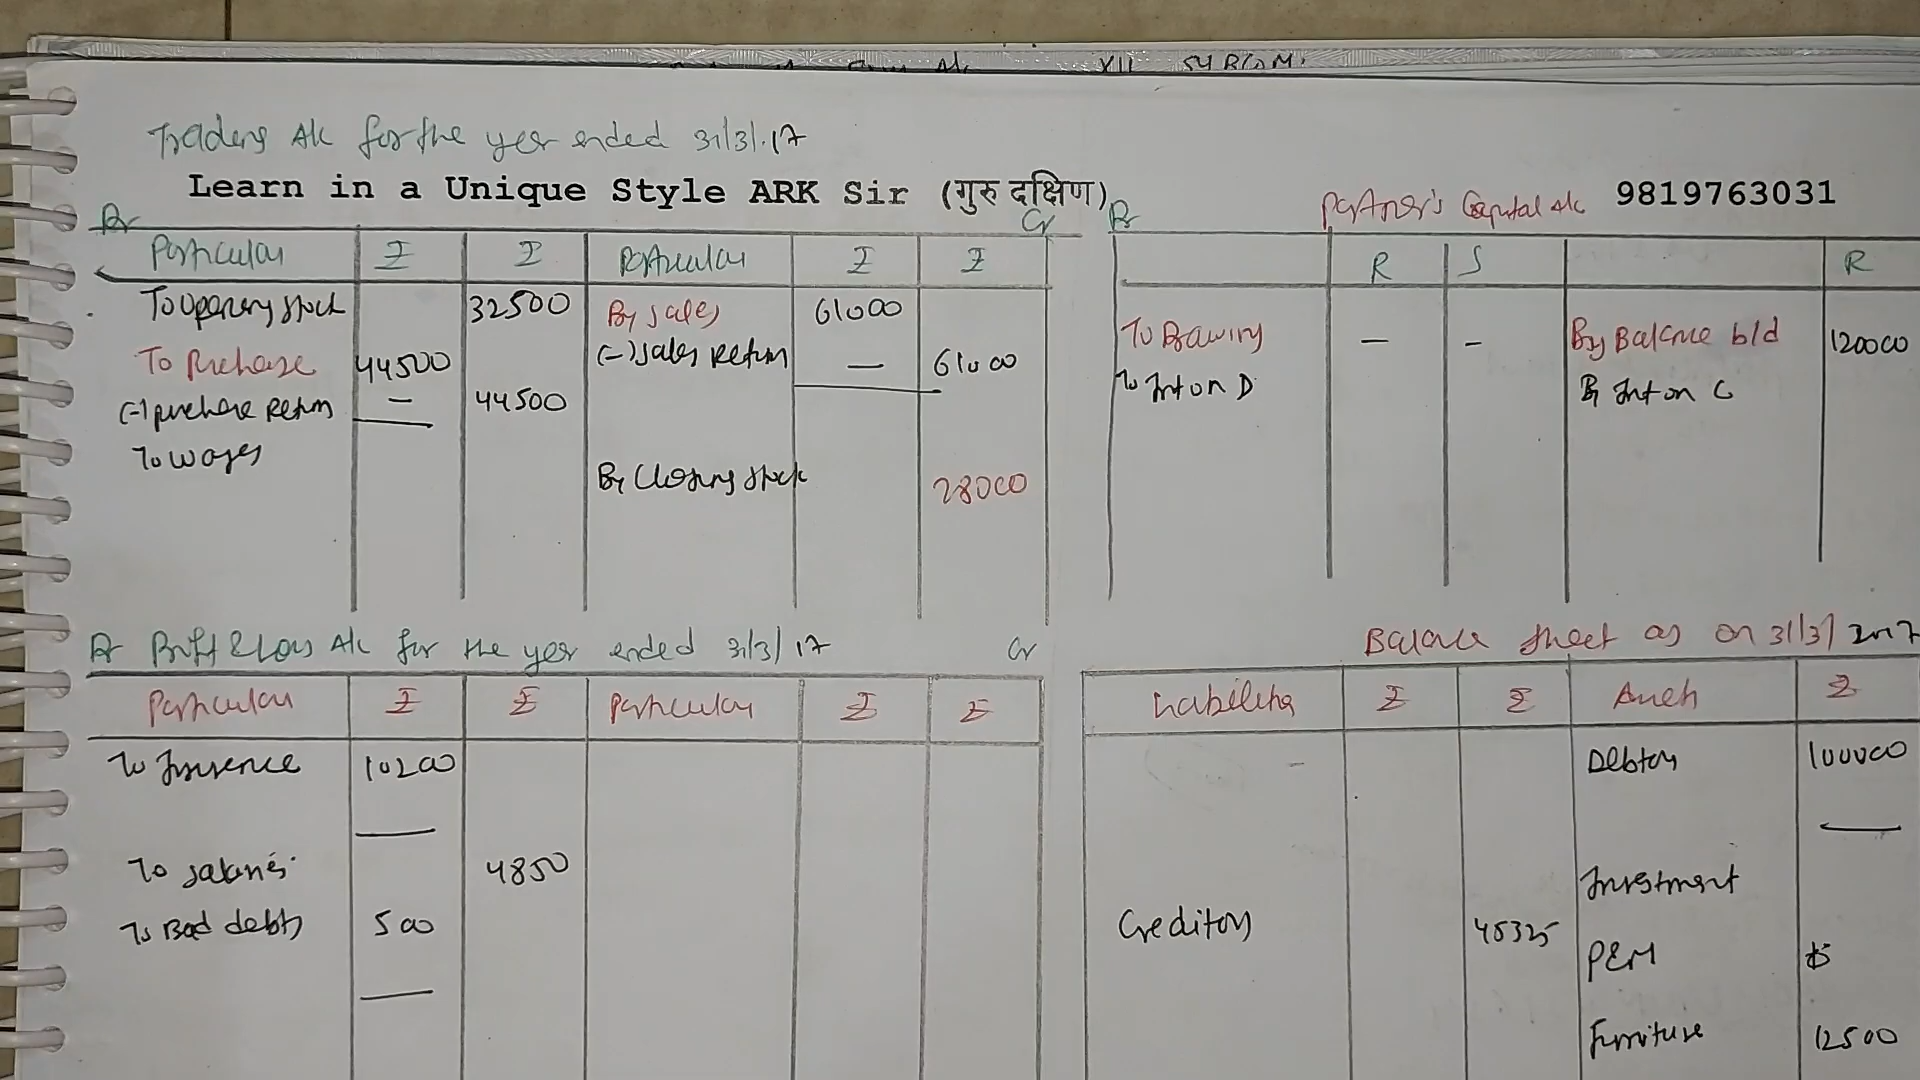 XII SYBCOM.
Trading A/c for the year ended 31/3/.17
Learn in a Unique Style ARK Sir (गुरु दक्षिण)
Partner's Capital A/c 9819763031
Dr Cr
Particular ₹ ₹ Particular ₹ ₹
To Opening stock 32500 By sales 61000
To Purchase 44500 (-) sales Return — 61000
(-) purchase Return — 44500
To wages
By Closing stock 28000
Dr
R S R
To Drawing — — By Balance b/d 120000
To Int on D By Int on C
Dr Profit & Loss A/c for the year ended 31/3/17 Cr
Particular ₹ ₹ Particular ₹ ₹
To Insurence 10200
To salaries 4850
To Bad debts 500
Balance sheet as on 31/3/2017
Liabilities ₹ ₹ Assets ₹
Debtors 100000
Investment
Creditors 45325
P&M
Furniture 12500